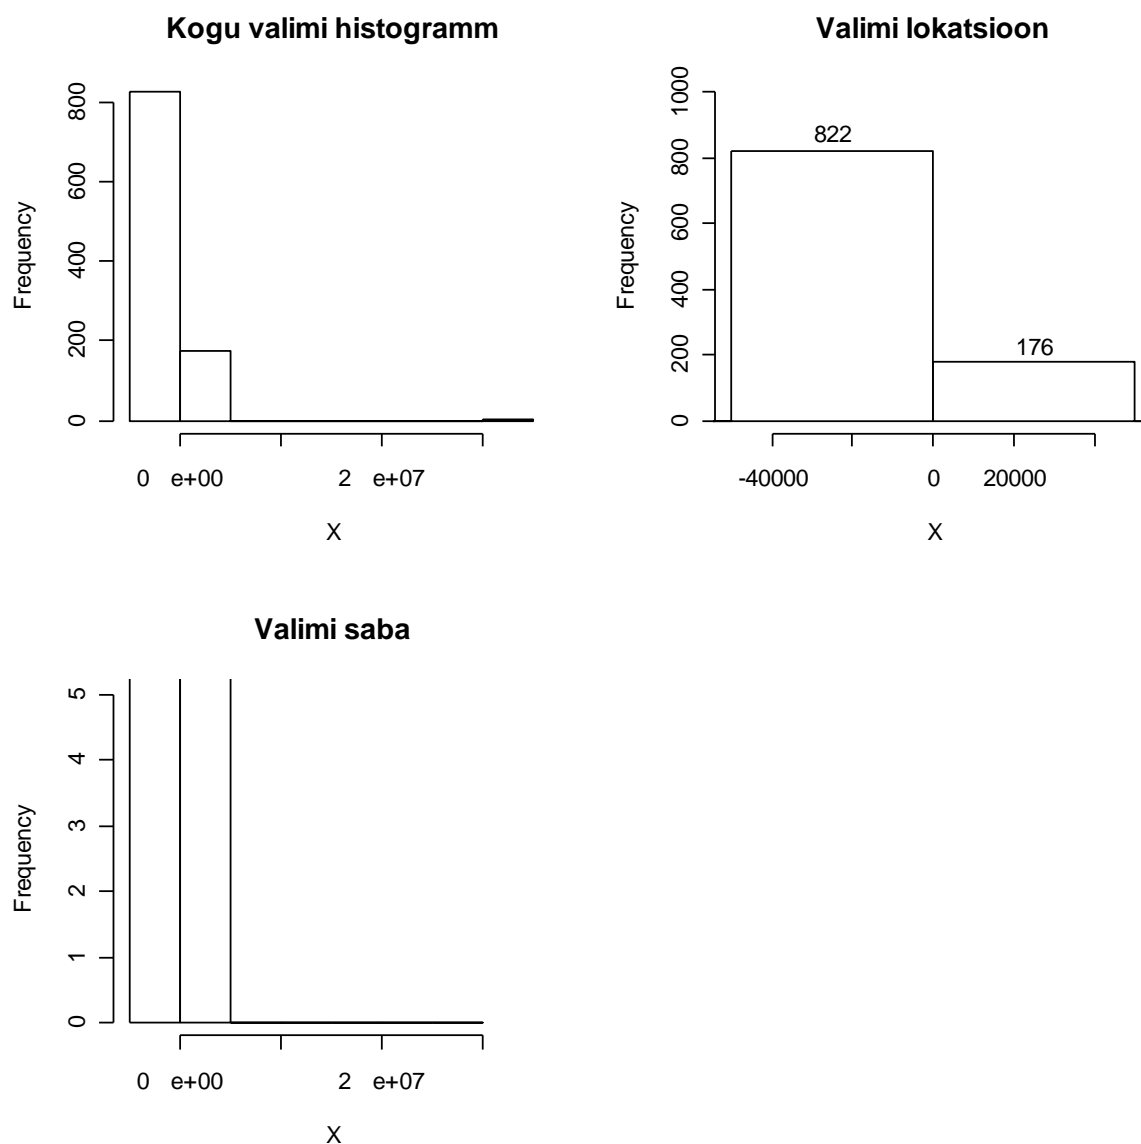 Kogu valimi histogramm
Frequency
0 200 400 600 800
0 e+00 2 e+07
X
Valimi lokatsioon
Frequency
0 200 400 600 800 1000
822
176
-40000 0 20000
X
Valimi saba
Frequency
0 1 2 3 4 5
0 e+00 2 e+07
X